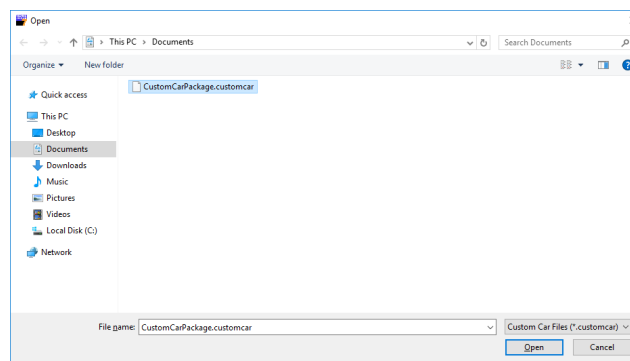 Open
This PC > Documents
Search Documents
Organize
New folder
Quick access
This PC
Desktop
Documents
Downloads
Music
Pictures
Videos
Local Disk (C:)
Network
CustomCarPackage.customcar
File name: CustomCarPackage.customcar
Custom Car Files (*.customcar)
Open
Cancel